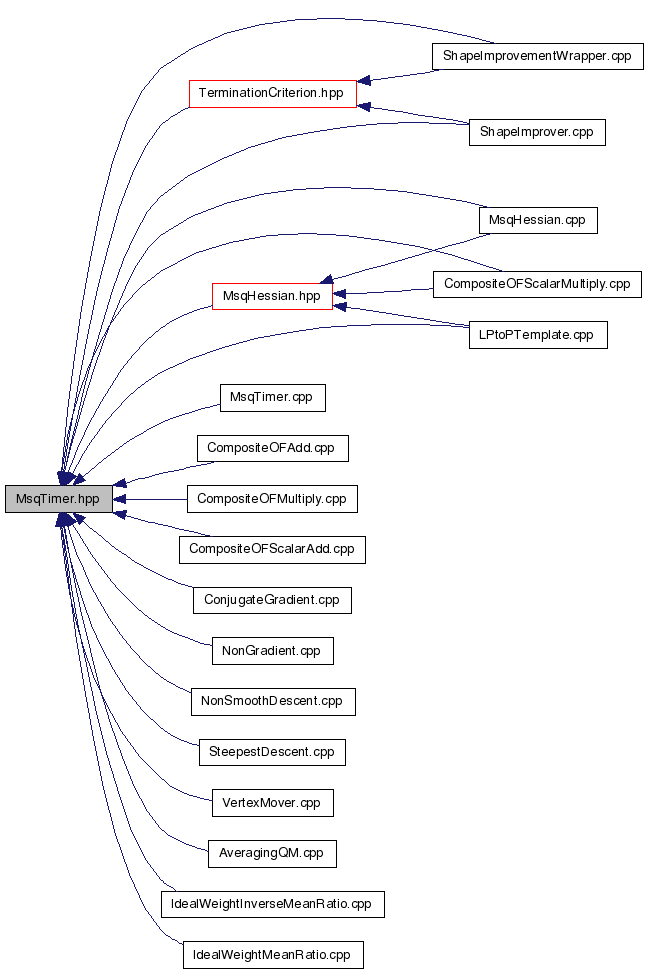 ShapeImprovementWrapper.cpp
TerminationCriterion.hpp
ShapeImprover.cpp
MsqHessian.cpp
CompositeOFScalarMultiply.cpp
MsqHessian.hpp
LPtoPTemplate.cpp
MsqTimer.cpp
CompositeOFAdd.cpp
MsqTimer.hpp
CompositeOFMultiply.cpp
CompositeOFScalarAdd.cpp
ConjugateGradient.cpp
NonGradient.cpp
NonSmoothDescent.cpp
SteepestDescent.cpp
VertexMover.cpp
AveragingQM.cpp
IdealWeightInverseMeanRatio.cpp
IdealWeightMeanRatio.cpp